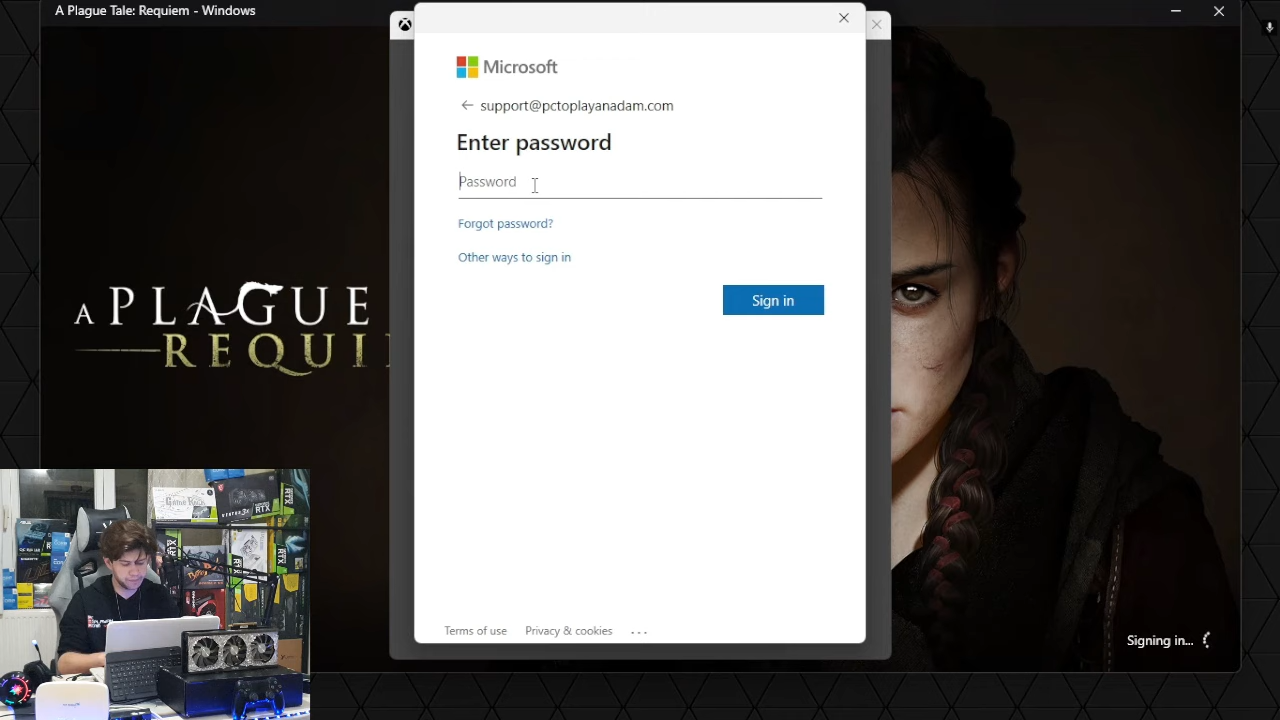 A Plague Tale: Requiem - Windows
Microsoft
support@pctoplayanadam.com
Enter password
Password
Forgot password?
Other ways to sign in
Sign in
A PLAGUE
REQUI
Signing in...
Terms of use Privacy & cookies ...
RTX